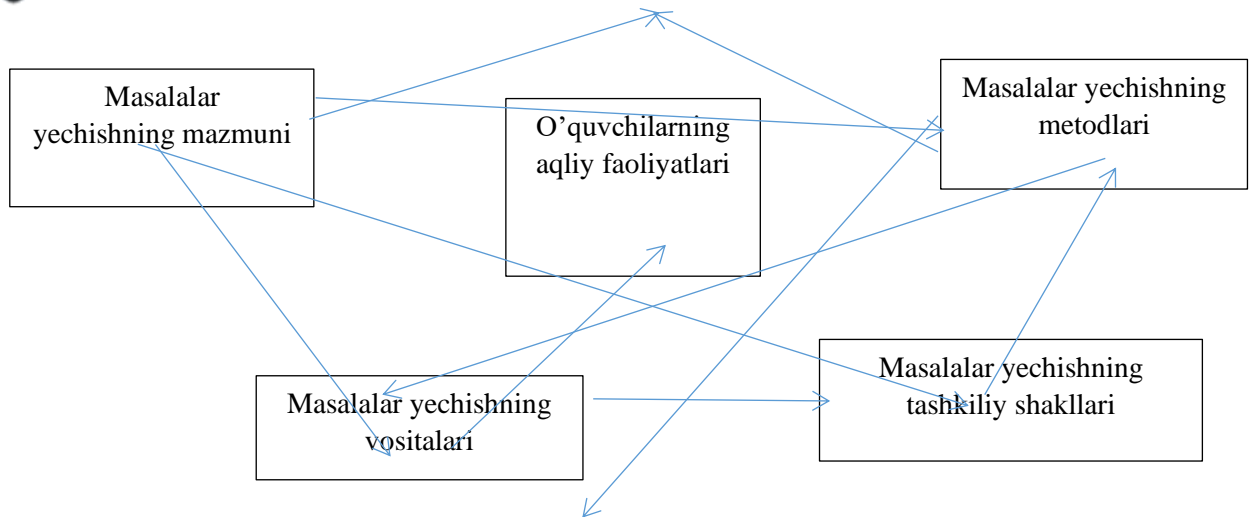 Masalalar
yechishning mazmuni
O’quvchilarning
aqliy faoliyatlari
Masalalar yechishning
metodlari
Masalalar yechishning
vositalari
Masalalar yechishning
tashkiliy shakllari